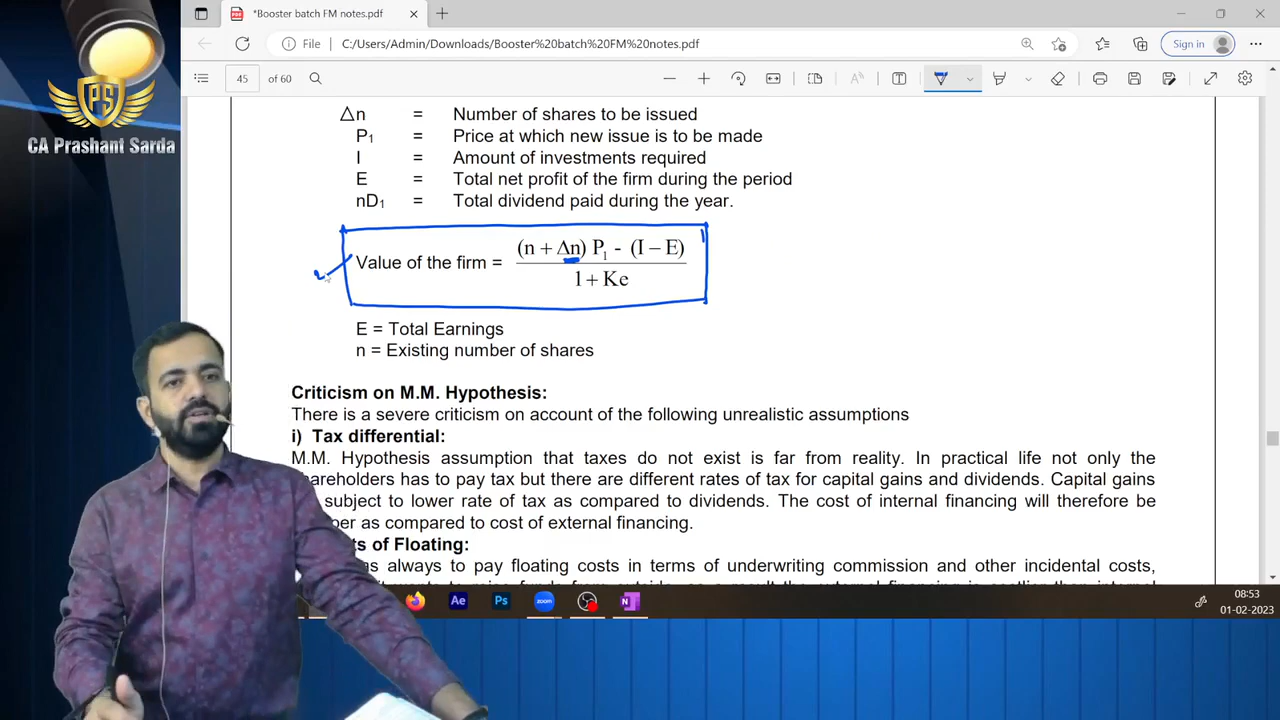 *Booster batch FM notes.pdf
File
C:/Users/Admin/Downloads/Booster%20batch%20FM%20notes.pdf
Sign in
45 of 60
PS
CA Prashant Sarda
△n = Number of shares to be issued
P1 = Price at which new issue is to be made
I = Amount of investments required
E = Total net profit of the firm during the period
nD1 = Total dividend paid during the year.
Value of the firm = (n + Δn) P1 - (I – E)
1 + Ke
E = Total Earnings
n = Existing number of shares
Criticism on M.M. Hypothesis:
There is a severe criticism on account of the following unrealistic assumptions
i) Tax differential:
M.M. Hypothesis assumption that taxes do not exist is far from reality. In practical life not only the
shareholders has to pay tax but there are different rates of tax for capital gains and dividends. Capital gains
subject to lower rate of tax as compared to dividends. The cost of internal financing will therefore be
as compared to cost of external financing.
of Floating:
always to pay floating costs in terms of underwriting commission and other incidental costs,
Ae
Ps
zoom
N
08:53
01-02-2023